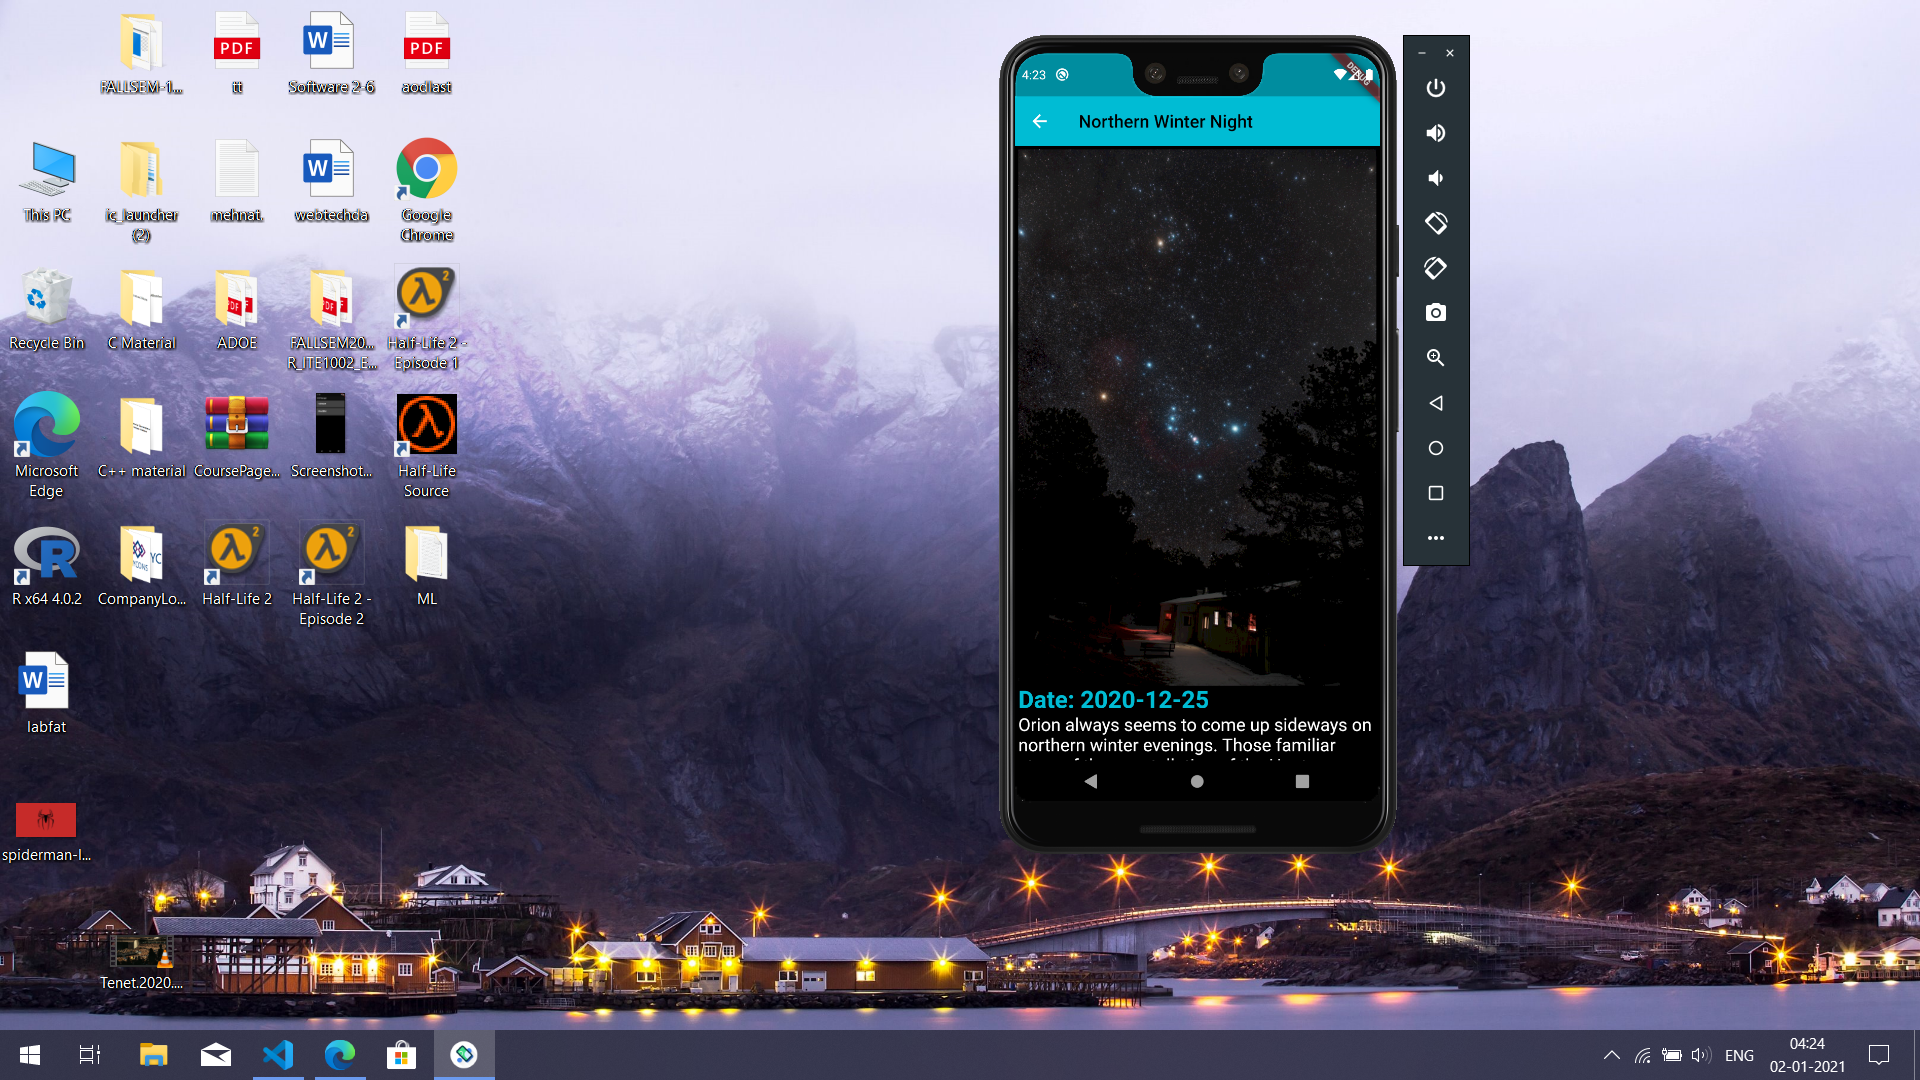 FALLSEM-1...
tt
Software 2-6
aodlast
This PC
ic_launcher
(2)
mehnat.
webtechda
Google
Chrome
Recycle Bin
C Material
ADOE
FALLSEM20...
R_ITE1002_E...
Half-Life 2 -
Episode 1
Microsoft
Edge
C++ material
CoursePage...
Screenshot...
Half-Life
Source
R x64 4.0.2
CompanyLo...
Half-Life 2
Half-Life 2 -
Episode 2
ML
labfat
spiderman-l...
Tenet.2020....
4:23
DEBUG
Northern Winter Night
Date: 2020-12-25
Orion always seems to come up sideways on
northern winter evenings. Those familiar
ENG
04:24
02-01-2021